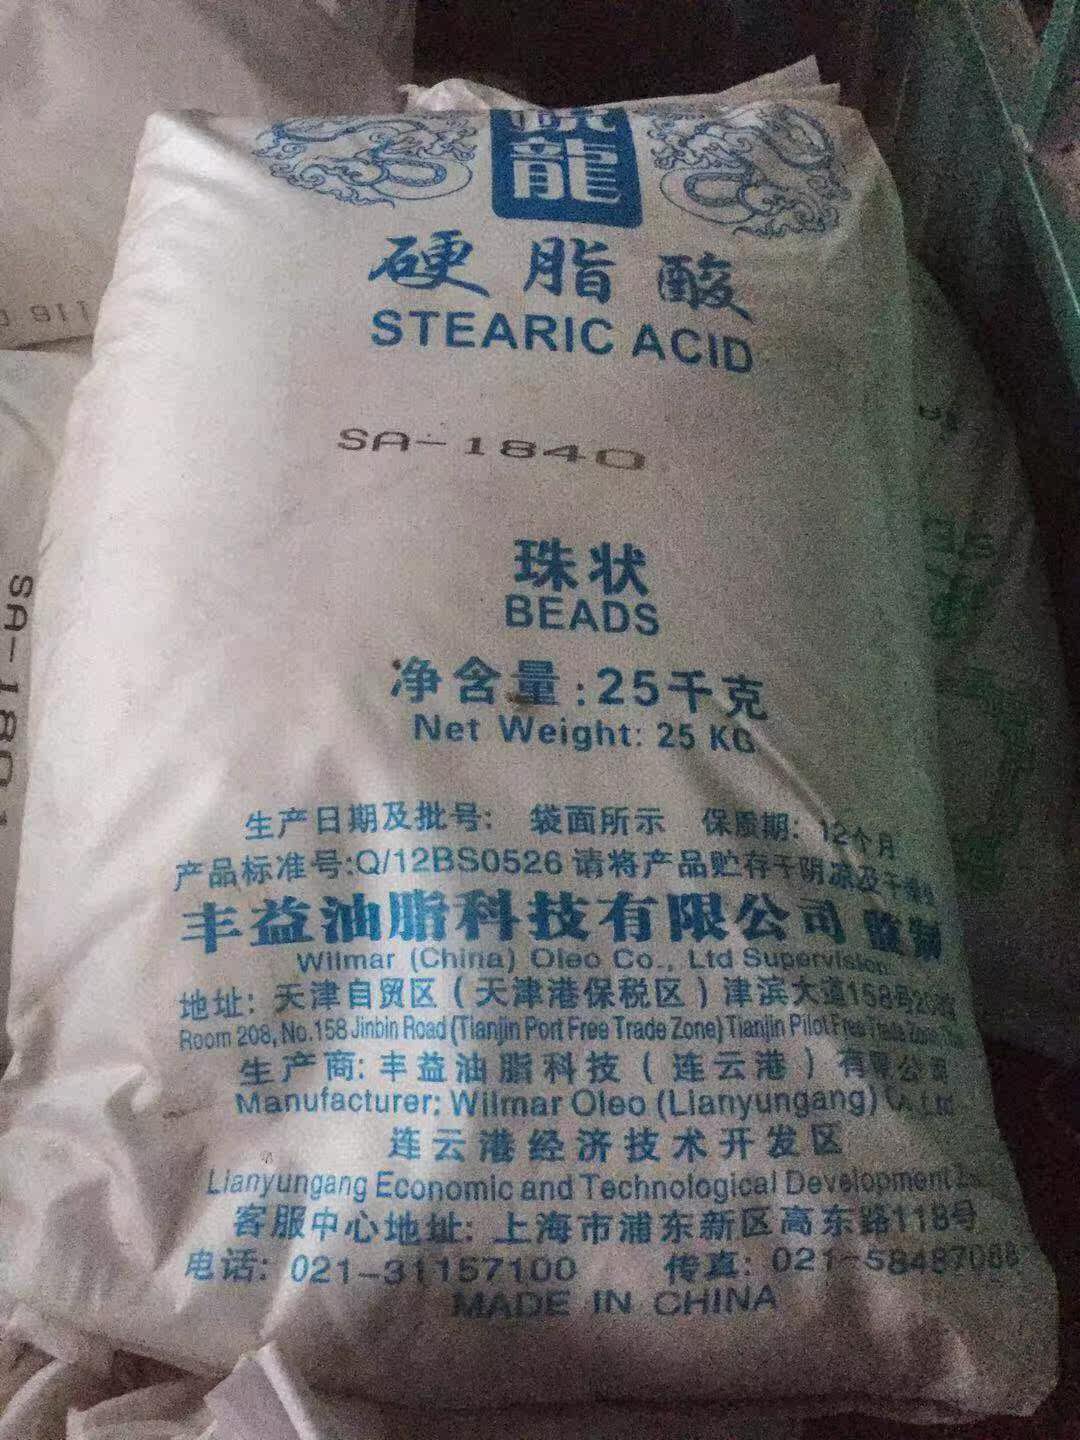 龍
硬脂酸
STEARIC ACID
SA-1840
珠状
BEADS
净含量:25千克
Net Weight: 25 KG
生产日期及批号: 袋面所示 保质期: 12个月
产品标准号:Q/12BS0526 请将产品贮存于阴凉及干燥
丰益油脂科技有限公司 监制
Wilmar (China) Oleo Co., Ltd Supervision
地址: 天津自贸区(天津港保税区)津滨大道158号
Room 208, No.158 Jinbin Road (Tianjin Port Free Trade Zone) Tianjin Pilot Free Trade Zone
生产商: 丰益油脂科技(连云港)有限公司
Manufacturer: Wilmar Oleo (Lianyungang) Co., Ltd
连云港经济技术开发区
Lianyungang Economic and Technological Development
客服中心地址: 上海市浦东新区高东路118号
电话: 021-31157100 传真: 021-58487088
MADE IN CHINA
SA-1801